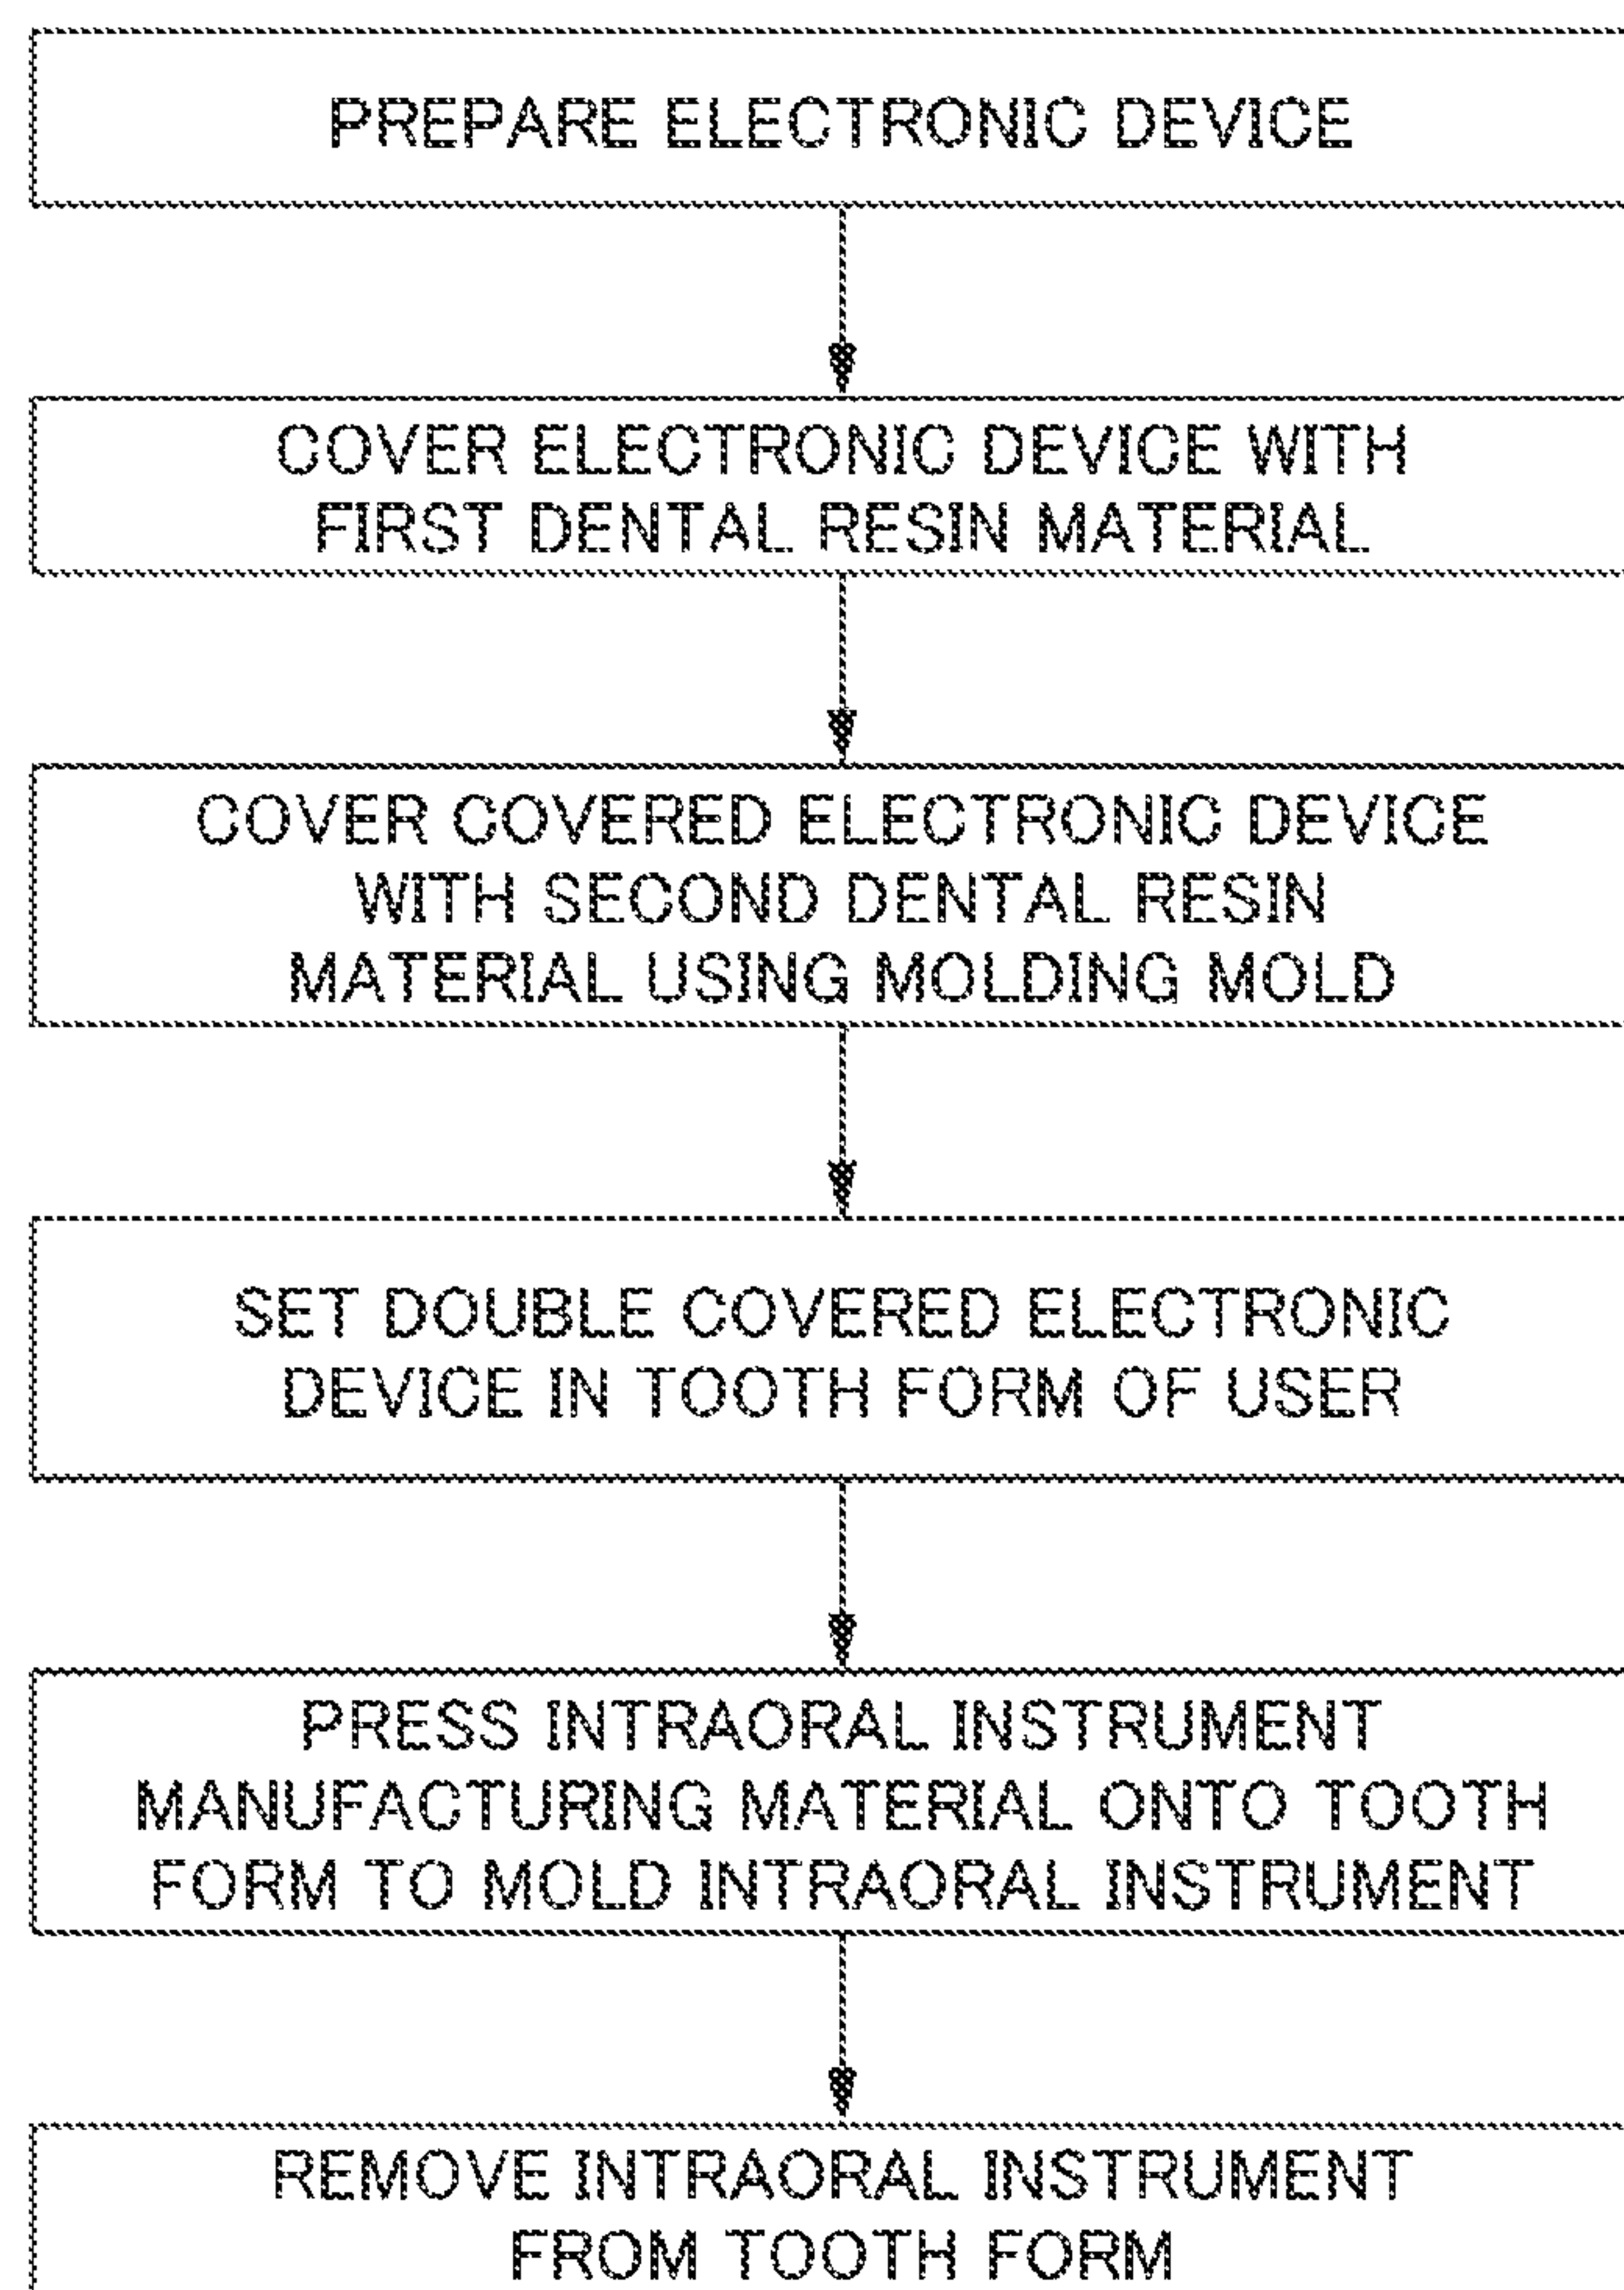 PREPARE ELECTRONIC DEVICE
COVER ELECTRONIC DEVICE WITH
FIRST DENTAL RESIN MATERIAL
COVER COVERED ELECTRONIC DEVICE
WITH SECOND DENTAL RESIN
MATERIAL USING MOLDING MOLD
SET DOUBLE COVERED ELECTRONIC
DEVICE IN TOOTH FORM OF USER
PRESS INTRAORAL INSTRUMENT
MANUFACTURING MATERIAL ONTO TOOTH
FORM TO MOLD INTRAORAL INSTRUMENT
REMOVE INTRAORAL INSTRUMENT
FROM TOOTH FORM